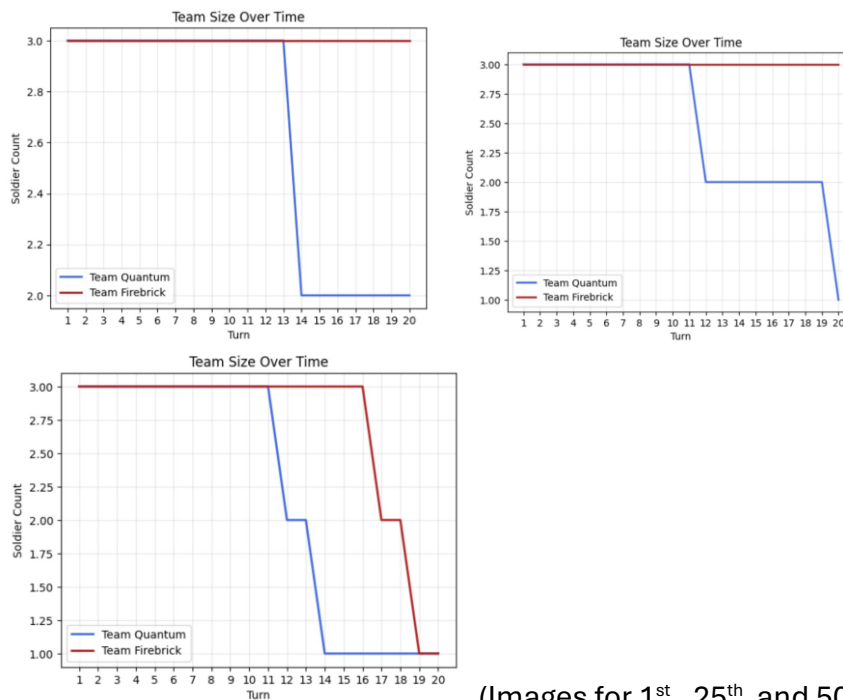 Team Size Over Time
3.0
2.8
2.6
2.4
2.2
2.0
Soldier Count
Team Quantum
Team Firebrick
1 2 3 4 5 6 7 8 9 10 11 12 13 14 15 16 17 18 19 20
Turn
Team Size Over Time
3.00
2.75
2.50
2.25
2.00
1.75
1.50
1.25
1.00
Soldier Count
Team Quantum
Team Firebrick
1 2 3 4 5 6 7 8 9 10 11 12 13 14 15 16 17 18 19 20
Turn
Team Size Over Time
3.00
2.75
2.50
2.25
2.00
1.75
1.50
1.25
1.00
Soldier Count
Team Quantum
Team Firebrick
1 2 3 4 5 6 7 8 9 10 11 12 13 14 15 16 17 18 19 20
Turn
(Images for 1st, 25th, and